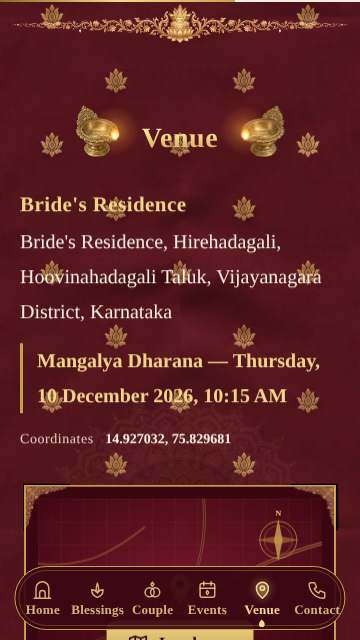 Venue
Bride's Residence
Bride's Residence, Hirehadagali,
Hoovinahadagali Taluk, Vijayanagara
District, Karnataka
Mangalya Dharana — Thursday,
10 December 2026, 10:15 AM
Coordinates 14.927032, 75.829681
N
Home Blessings Couple Events Venue Contact